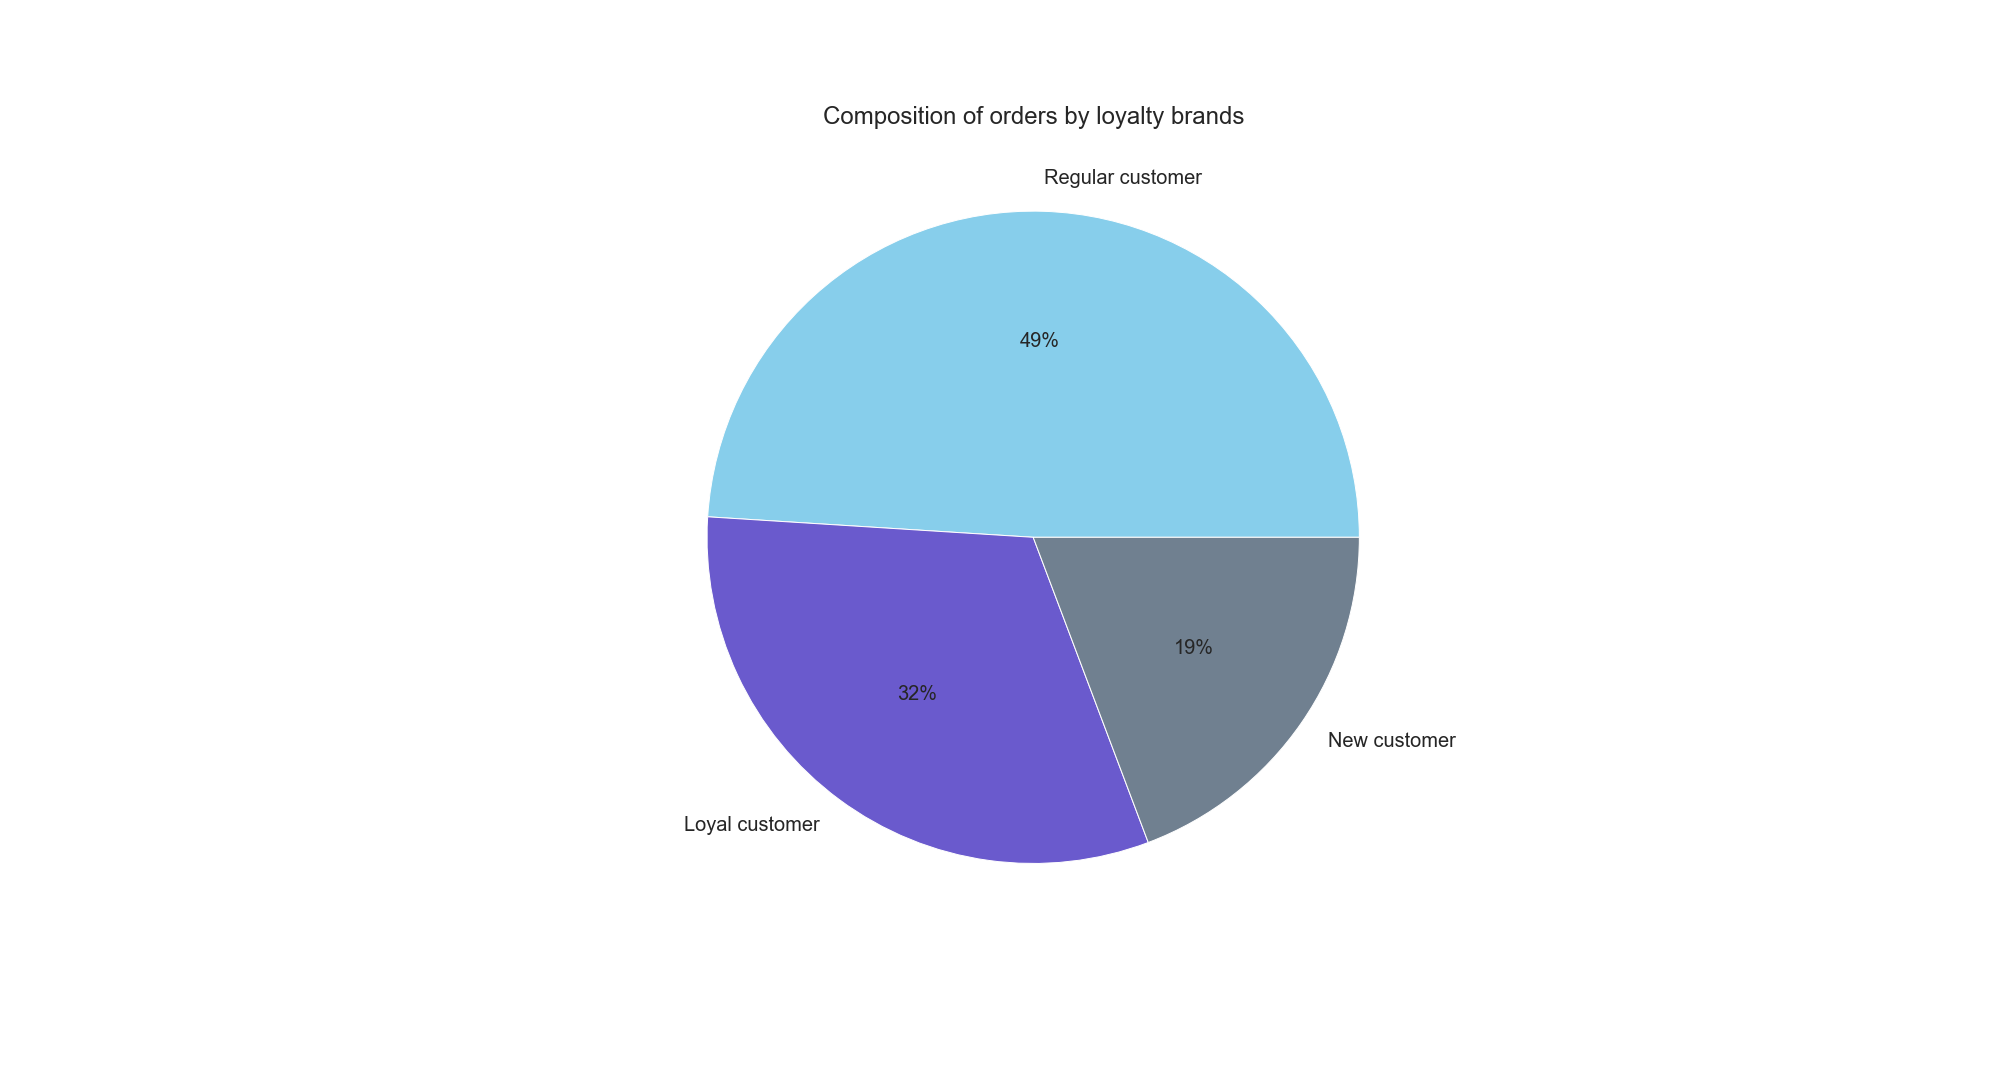 Composition of orders by loyalty brands
Regular customer
49%
19%
32%
New customer
Loyal customer